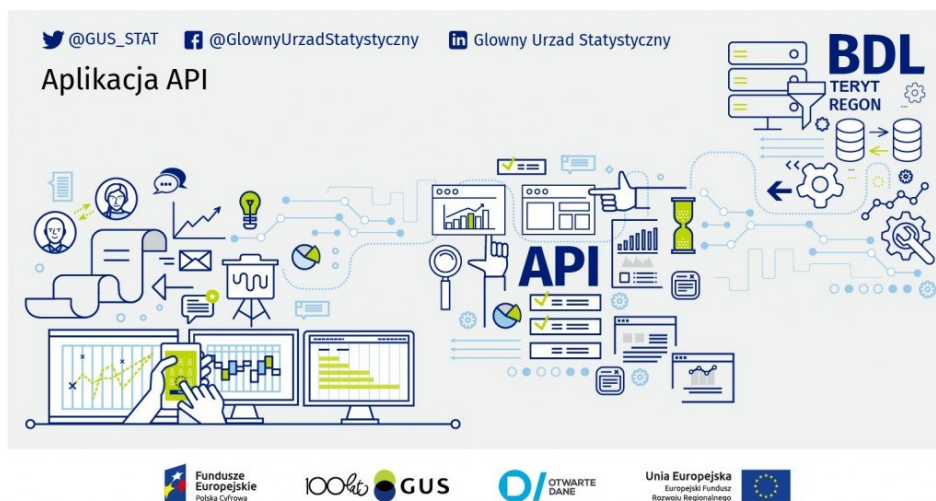 @GUS_STAT
@GlownyUrzadStatystyczny
Glowny Urzad Statystyczny
Aplikacja API
BDL
TERYT
REGON
API
Fundusze
Europejskie
Polska Cyfrowa
100 lat GUS
OTWARTE
DANE
Unia Europejska
Europejski Fundusz
Rozwoju Regionalnego